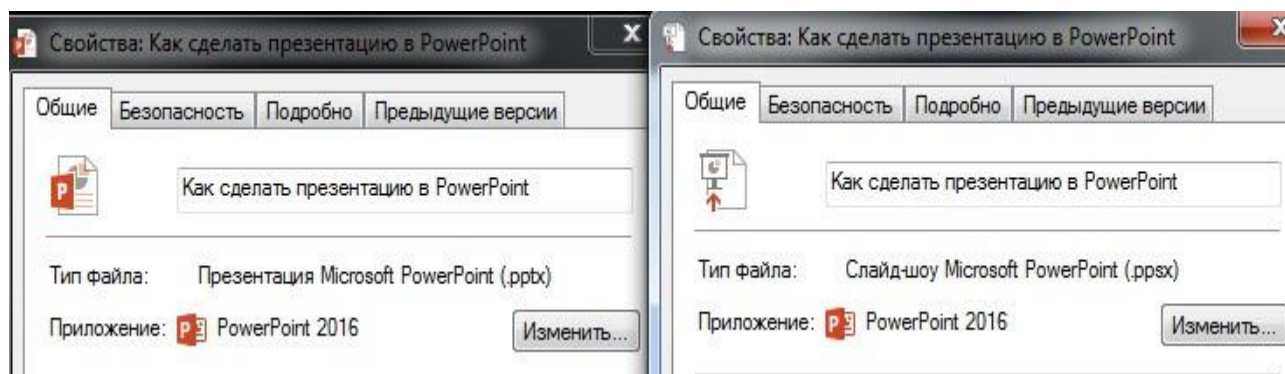 Свойства: Как сделать презентацию в PowerPoint
x
Общие Безопасность Подробно Предыдущие версии
Как сделать презентацию в PowerPoint
Тип файла: Презентация Microsoft PowerPoint (.pptx)
Приложение: PowerPoint 2016 Изменить...
Свойства: Как сделать презентацию в PowerPoint
x
Общие Безопасность Подробно Предыдущие версии
Как сделать презентацию в PowerPoint
Тип файла: Слайд-шоу Microsoft PowerPoint (.ppsx)
Приложение: PowerPoint 2016 Изменить...